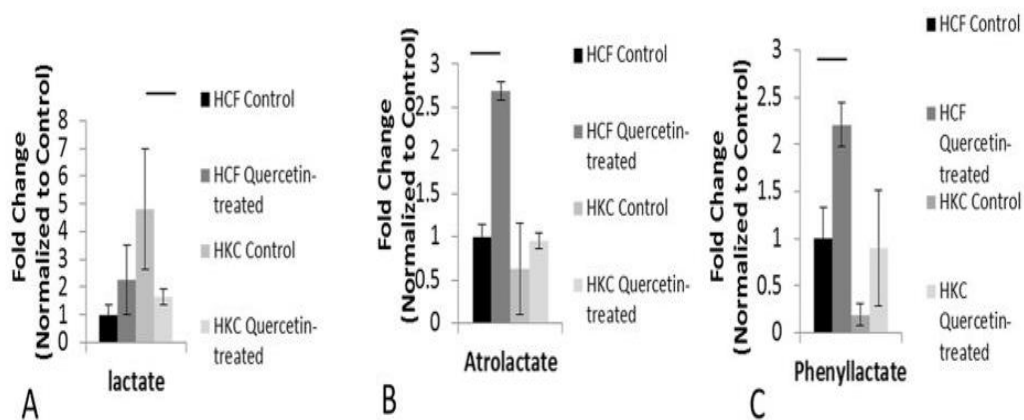 Fold Change
(Normalized to Control)
8
7
6
5
4
3
2
1
0
lactate
HCF Control
HCF Quercetin-
treated
HKC Control
HKC Quercetin-
treated
A
Fold Change
(Normalized to Control)
3
2.5
2
1.5
1
0.5
0
Atrolactate
HCF Control
HCF Quercetin-
treated
HKC Control
HKC Quercetin-
treated
B
Fold Change
(Normalized to Control)
3
2.5
2
1.5
1
0.5
0
Phenyllactate
HCF Control
HCF
Quercetin-
treated
HKC Control
HKC
Quercetin-
treated
C